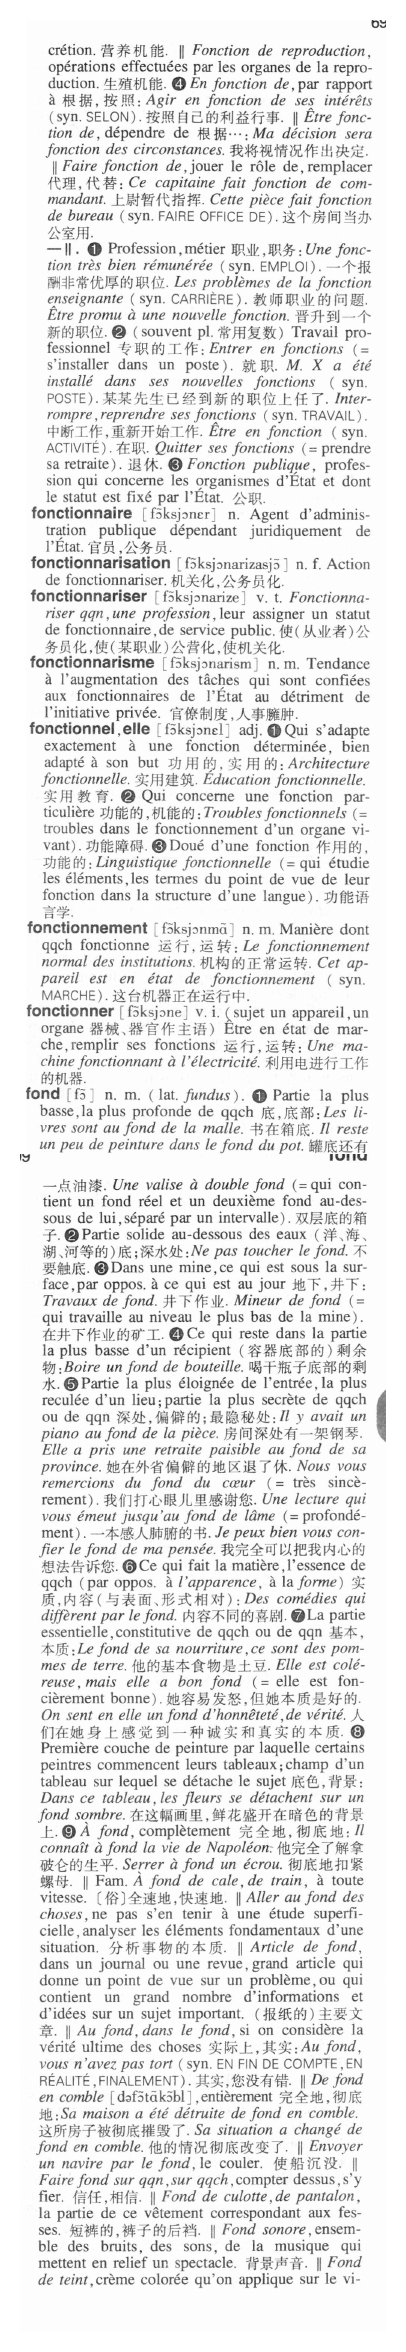 69
crétion. 营养机能. ‖ Fonction de reproduction,
opérations effectuées par les organes de la repro-
duction. 生殖机能. ❹ En fonction de, par rapport
à 根据,按照: Agir en fonction de ses intérêts
(syn. SELON). 按照自己的利益行事. ‖ Être fonc-
tion de, dépendre de 根据…: Ma décision sera
fonction des circonstances. 我将视情况作出决定.
‖ Faire fonction de, jouer le rôle de, remplacer
代理,代替: Ce capitaine fait fonction de com-
mandant. 上尉暂代指挥. Cette pièce fait fonction
de bureau (syn. FAIRE OFFICE DE). 这个房间当办
公室用.
—Ⅱ. ❶ Profession, métier 职业,职务: Une fonc-
tion très bien rémunérée (syn. EMPLOI). 一个报
酬非常优厚的职位. Les problèmes de la fonction
enseignante (syn. CARRIÈRE). 教师职业的问题.
Être promu à une nouvelle fonction. 晋升到一个
新的职位. ❷ (souvent pl. 常用复数) Travail pro-
fessionnel 专职的工作: Entrer en fonctions (=
s'installer dans un poste). 就职. M. X a été
installé dans ses nouvelles fonctions (syn.
POSTE). 某某先生已经到新的职位上任了. Inter-
rompre, reprendre ses fonctions (syn. TRAVAIL).
中断工作,重新开始工作. Être en fonction (syn.
ACTIVITÉ). 在职. Quitter ses fonctions (= prendre
sa retraite). 退休. ❸ Fonction publique, profes-
sion qui concerne les organismes d'État et dont
le statut est fixé par l'État. 公职.
fonctionnaire [fɔ̃ksjɔnɛr] n. Agent d'adminis-
tration publique dépendant juridiquement de
l'État. 官员,公务员.
fonctionnarisation [fɔ̃ksjɔnarizasjɔ̃] n. f. Action
de fonctionnariser. 机关化,公务员化.
fonctionnariser [fɔ̃ksjɔnarize] v. t. Fonctionna-
riser qqn, une profession, leur assigner un statut
de fonctionnaire, de service public. 使(从业者)公
务员化,使(某职业)公营化,使机关化.
fonctionnarisme [fɔ̃ksjɔnarism] n. m. Tendance
à l'augmentation des tâches qui sont confiées
aux fonctionnaires de l'État au détriment de
l'initiative privée. 官僚制度,人事臃肿.
fonctionnel, elle [fɔ̃ksjɔnɛl] adj. ❶ Qui s'adapte
exactement à une fonction déterminée, bien
adapté à son but 功用的,实用的: Architecture
fonctionnelle. 实用建筑. Éducation fonctionnelle.
实用教育. ❷ Qui concerne une fonction par-
ticulière 功能的,机能的: Troubles fonctionnels (=
troubles dans le fonctionnement d'un organe vi-
vant). 功能障碍. ❸ Doué d'une fonction 作用的,
功能的: Linguistique fonctionnelle (= qui étudie
les éléments, les termes du point de vue de leur
fonction dans la structure d'une langue). 功能语
言学.
fonctionnement [fɔ̃ksjɔnmɑ̃] n. m. Manière dont
qqch fonctionne 运行,运转: Le fonctionnement
normal des institutions. 机构的正常运转. Cet ap-
pareil est en état de fonctionnement (syn.
MARCHE). 这台机器正在运行中.
fonctionner [fɔ̃ksjɔne] v. i. (sujet un appareil, un
organe 器械、器官作主语) Être en état de mar-
che, remplir ses fonctions 运行,运转: Une ma-
chine fonctionnant à l'électricité. 利用电进行工作
的机器.
fond [fɔ̃] n. m. (lat. fundus). ❶ Partie la plus
basse, la plus profonde de qqch 底,底部: Les li-
vres sont au fond de la malle. 书在箱底. Il reste
un peu de peinture dans le fond du pot. 罐底还有
fond
一点油漆. Une valise à double fond (= qui con-
tient un fond réel et un deuxième fond au-des-
sous de lui, séparé par un intervalle). 双层底的箱
子. ❷ Partie solide au-dessous des eaux (洋、海、
湖、河等的)底;深水处: Ne pas toucher le fond. 不
要触底. ❸ Dans une mine, ce qui est sous la sur-
face, par oppos. à ce qui est au jour 地下,井下:
Travaux de fond. 井下作业. Mineur de fond (=
qui travaille au niveau le plus bas de la mine).
在井下作业的矿工. ❹ Ce qui reste dans la partie
la plus basse d'un récipient (容器底部的)剩余
物: Boire un fond de bouteille. 喝干瓶子底部的剩
水. ❺ Partie la plus éloignée de l'entrée, la plus
reculée d'un lieu; partie la plus secrète de qqch
ou de qqn 深处,偏僻的;最隐秘处: Il y avait un
piano au fond de la pièce. 房间深处有一架钢琴.
Elle a pris une retraite paisible au fond de sa
province. 她在外省偏僻的地区退了休. Nous vous
remercions du fond du cœur (= très sincè-
rement). 我们打心眼儿里感谢您. Une lecture qui
vous émeut jusqu'au fond de lâme (= profondé-
ment). 一本感人肺腑的书. Je peux bien vous con-
fier le fond de ma pensée. 我完全可以把我内心的
想法告诉您. ❻ Ce qui fait la matière, l'essence de
qqch (par oppos. à l'apparence, à la forme) 实
质,内容(与表面、形式相对): Des comédies qui
diffèrent par le fond. 内容不同的喜剧. ❼ La partie
essentielle, constitutive de qqch ou de qqn 基本,
本质: Le fond de sa nourriture, ce sont des pom-
mes de terre. 他的基本食物是土豆. Elle est colé-
reuse, mais elle a bon fond (= elle est fon-
cièrement bonne). 她容易发怒,但她本质是好的.
On sent en elle un fond d'honnêteté, de vérité. 人
们在她身上感觉到一种诚实和真实的本质. ❽
Première couche de peinture par laquelle certains
peintres commencent leurs tableaux; champ d'un
tableau sur lequel se détache le sujet 底色,背景:
Dans ce tableau, les fleurs se détachent sur un
fond sombre. 在这幅画里,鲜花盛开在暗色的背景
上. ❾ À fond, complètement 完全地,彻底地: Il
connaît à fond la vie de Napoléon. 他完全了解拿
破仑的生平. Serrer à fond un écrou. 彻底地扣紧
螺母. ‖ Fam. À fond de cale, de train, à toute
vitesse. 〔俗〕全速地,快速地. ‖ Aller au fond des
choses, ne pas s'en tenir à une étude superfi-
cielle, analyser les éléments fondamentaux d'une
situation. 分析事物的本质. ‖ Article de fond,
dans un journal ou une revue, grand article qui
donne un point de vue sur un problème, ou qui
contient un grand nombre d'informations et
d'idées sur un sujet important. (报纸的)主要文
章. ‖ Au fond, dans le fond, si on considère la
vérité ultime des choses 实际上,其实: Au fond,
vous n'avez pas tort (syn. EN FIN DE COMPTE, EN
RÉALITÉ, FINALEMENT). 其实,您没有错. ‖ De fond
en comble [dəfɔ̃tɑ̃kɔ̃bl], entièrement 完全地,彻底
地: Sa maison a été détruite de fond en comble.
这所房子被彻底摧毁了. Sa situation a changé de
fond en comble. 他的情况彻底改变了. ‖ Envoyer
un navire par le fond, le couler. 使船沉没. ‖
Faire fond sur qqn, sur qqch, compter dessus, s'y
fier. 信任,相信. ‖ Fond de culotte, de pantalon,
la partie de ce vêtement correspondant aux fes-
ses. 短裤的,裤子的后裆. ‖ Fond sonore, ensem-
ble des bruits, des sons, de la musique qui
mettent en relief un spectacle. 背景声音. ‖ Fond
de teint, crème colorée qu'on applique sur le vi-